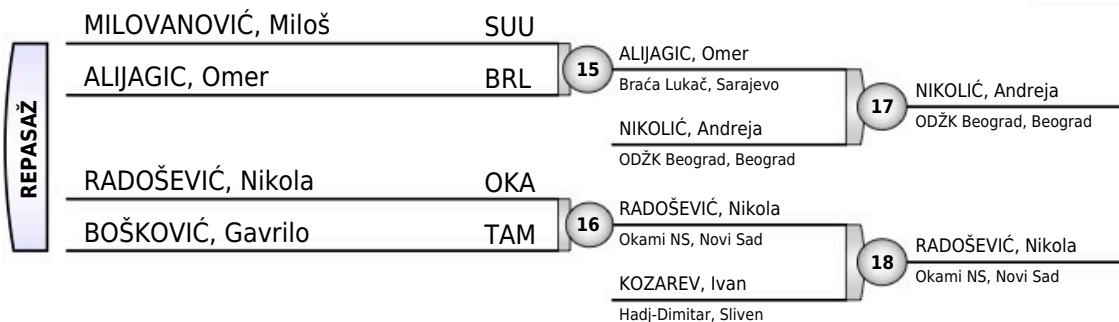 REPASAŽ
MILOVANOVIĆ, Miloš SUU
ALIJAGIC, Omer BRL
15
ALIJAGIC, Omer
Braća Lukač, Sarajevo
NIKOLIĆ, Andreja
ODŽK Beograd, Beograd
17
NIKOLIĆ, Andreja
ODŽK Beograd, Beograd
RADOŠEVIĆ, Nikola OKA
BOŠKOVIĆ, Gavrilo TAM
16
RADOŠEVIĆ, Nikola
Okami NS, Novi Sad
KOZAREV, Ivan
Hadj-Dimitar, Sliven
18
RADOŠEVIĆ, Nikola
Okami NS, Novi Sad